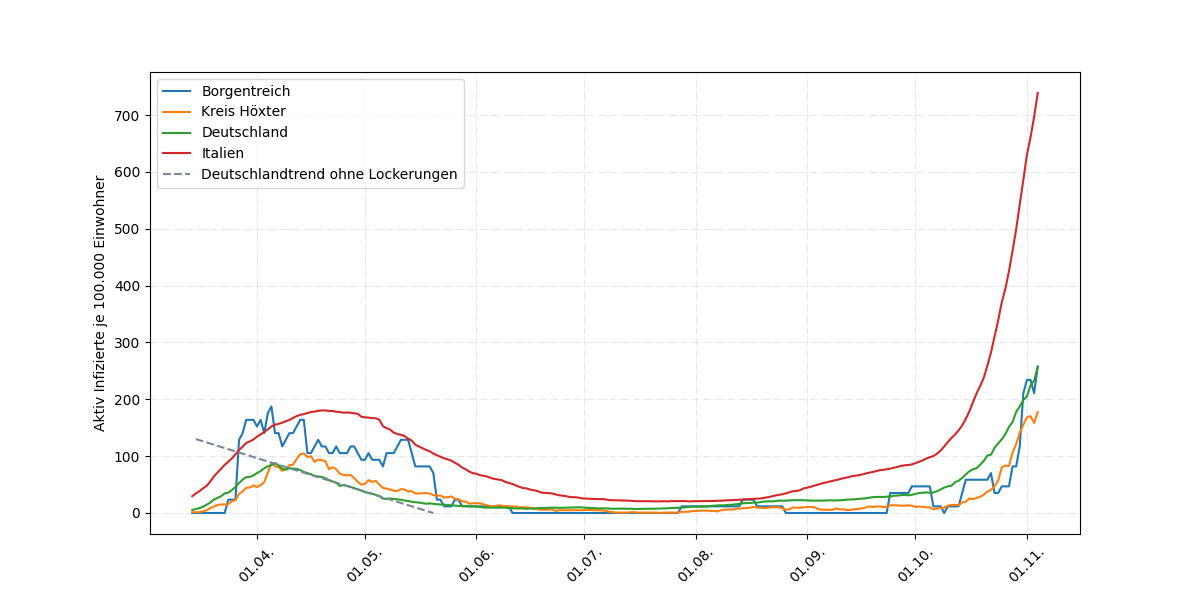 Borgentreich
Kreis Höxter
Deutschland
Italien
Deutschlandtrend ohne Lockerungen
Aktiv Infizierte je 100.000 Einwohner
700
600
500
400
300
200
100
0
01.04.
01.05.
01.06.
01.07.
01.08.
01.09.
01.10.
01.11.